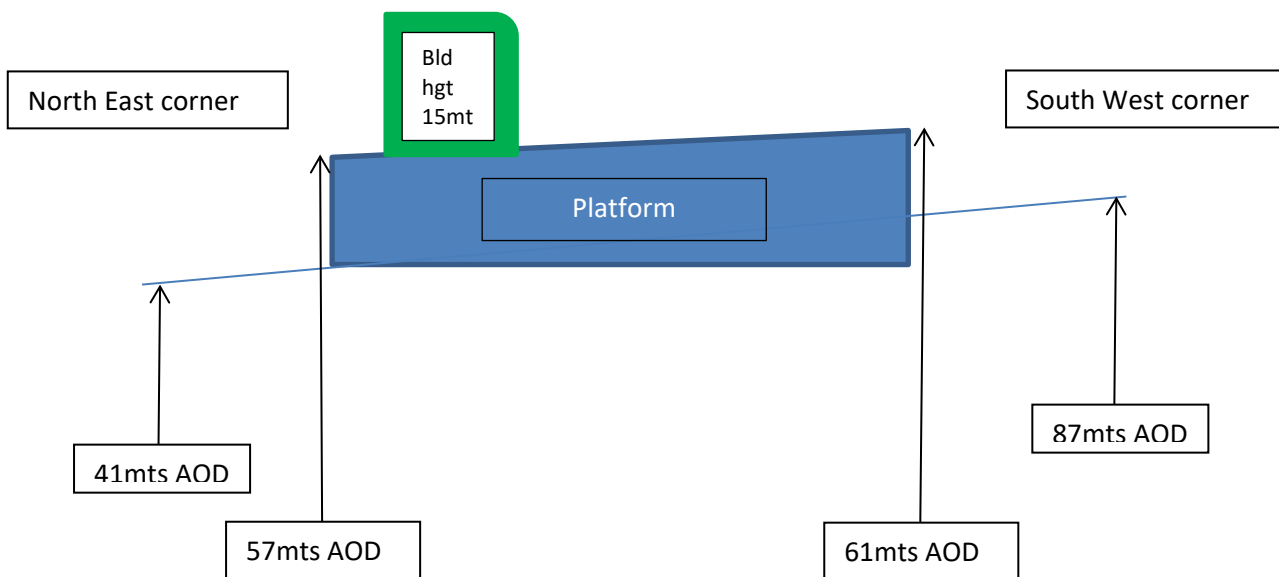 Bld
hgt
15mt
North East corner
South West corner
Platform
41mts AOD
87mts AOD
57mts AOD
61mts AOD